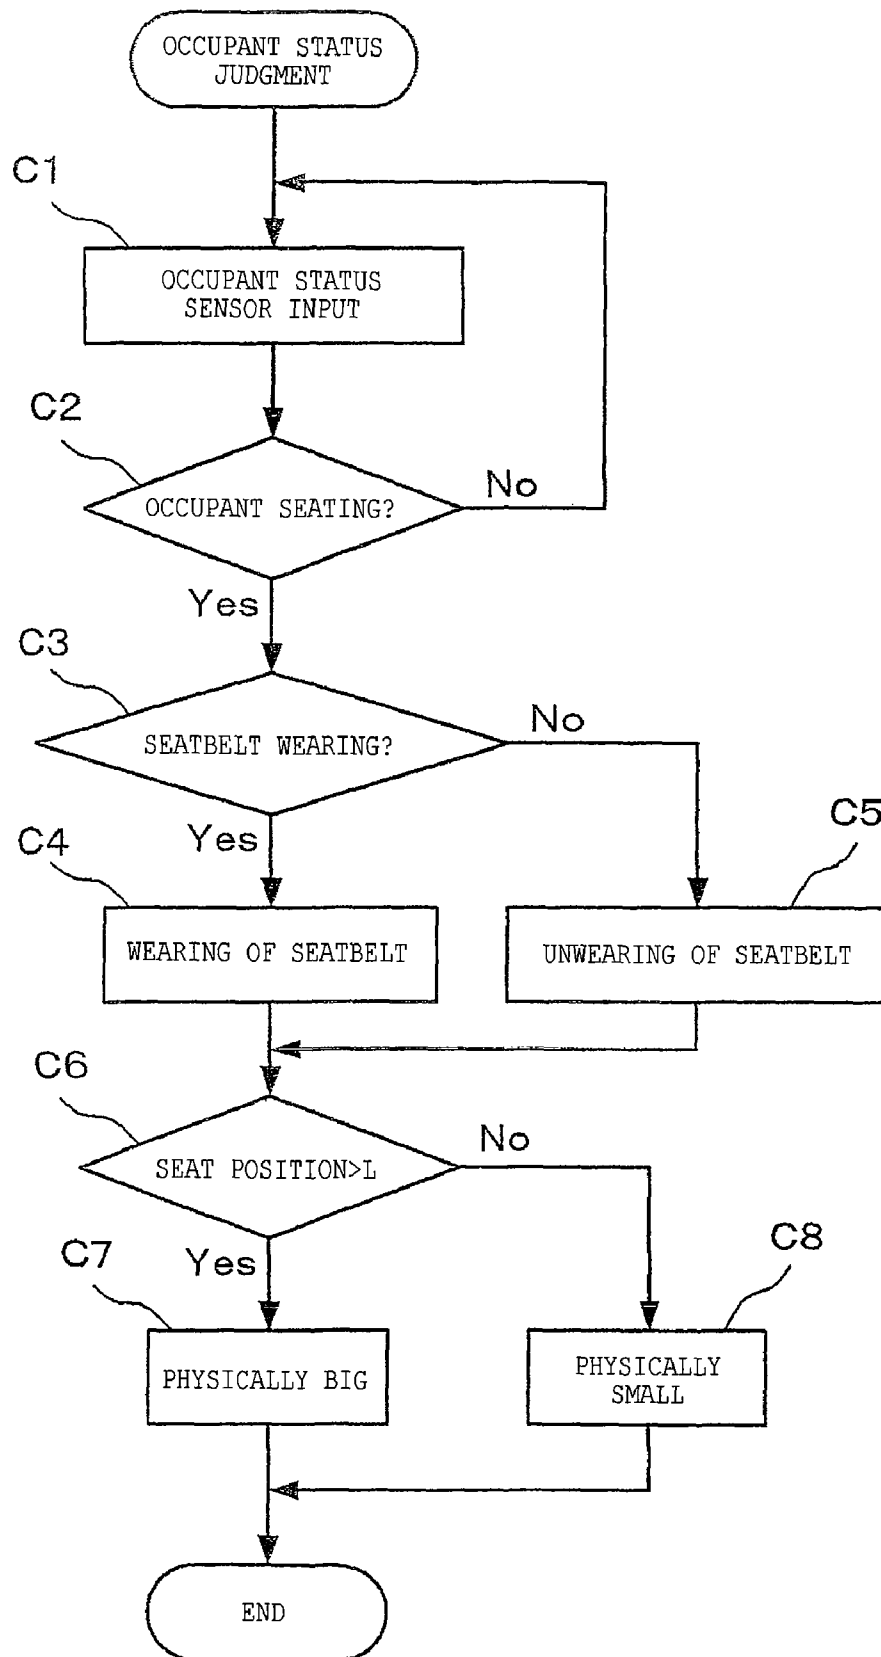 OCCUPANT STATUS
JUDGMENT
C1
OCCUPANT STATUS
SENSOR INPUT
C2
OCCUPANT SEATING?
No
Yes
C3
SEATBELT WEARING?
No
Yes
C4
WEARING OF SEATBELT
C5
UNWEARING OF SEATBELT
C6
SEAT POSITION>L
No
Yes
C7
PHYSICALLY BIG
C8
PHYSICALLY
SMALL
END